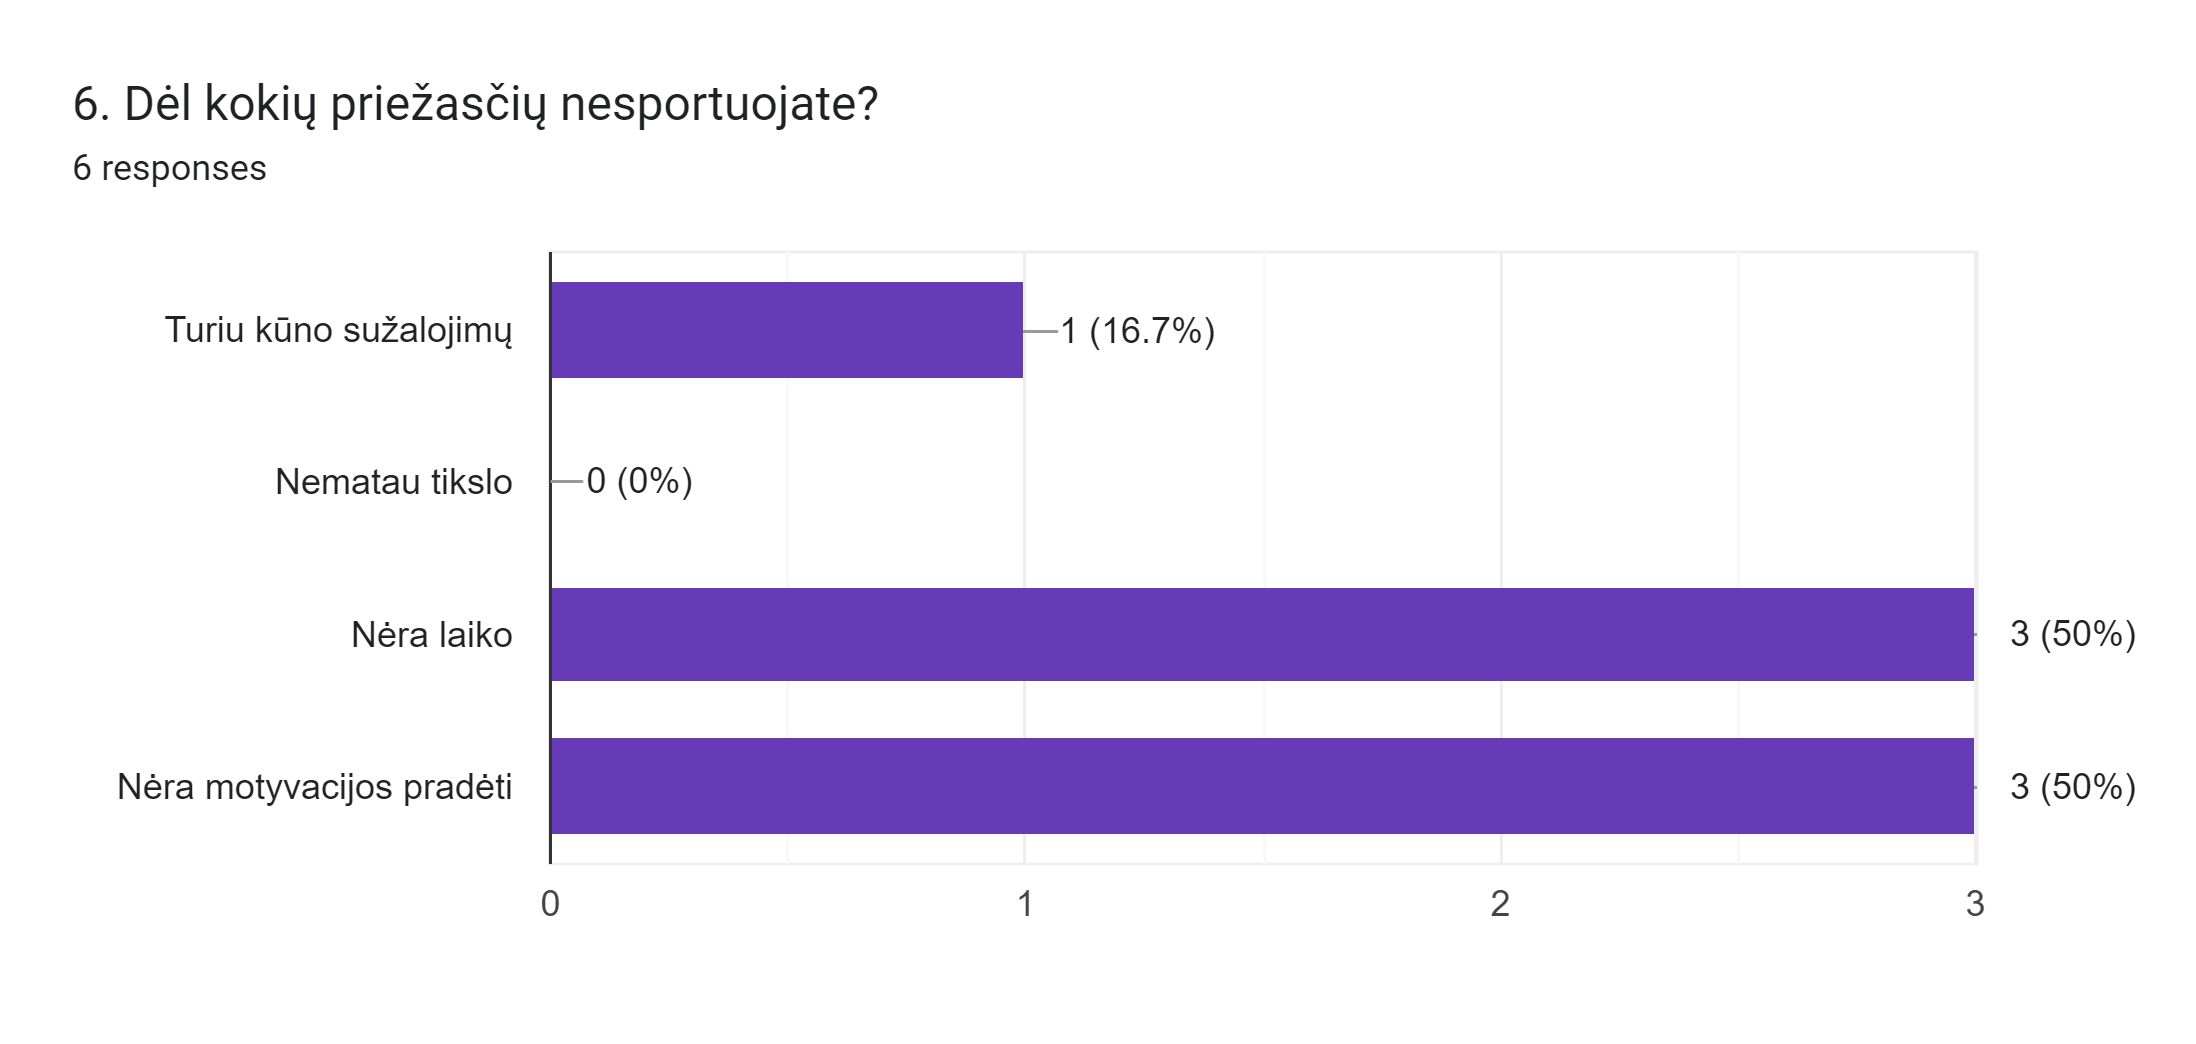 6. Dėl kokių priežasčių nesportuojate?
6 responses
Turiu kūno sužalojimų
1 (16.7%)
Nematau tikslo
0 (0%)
Nėra laiko
3 (50%)
Nėra motyvacijos pradėti
3 (50%)
0 1 2 3